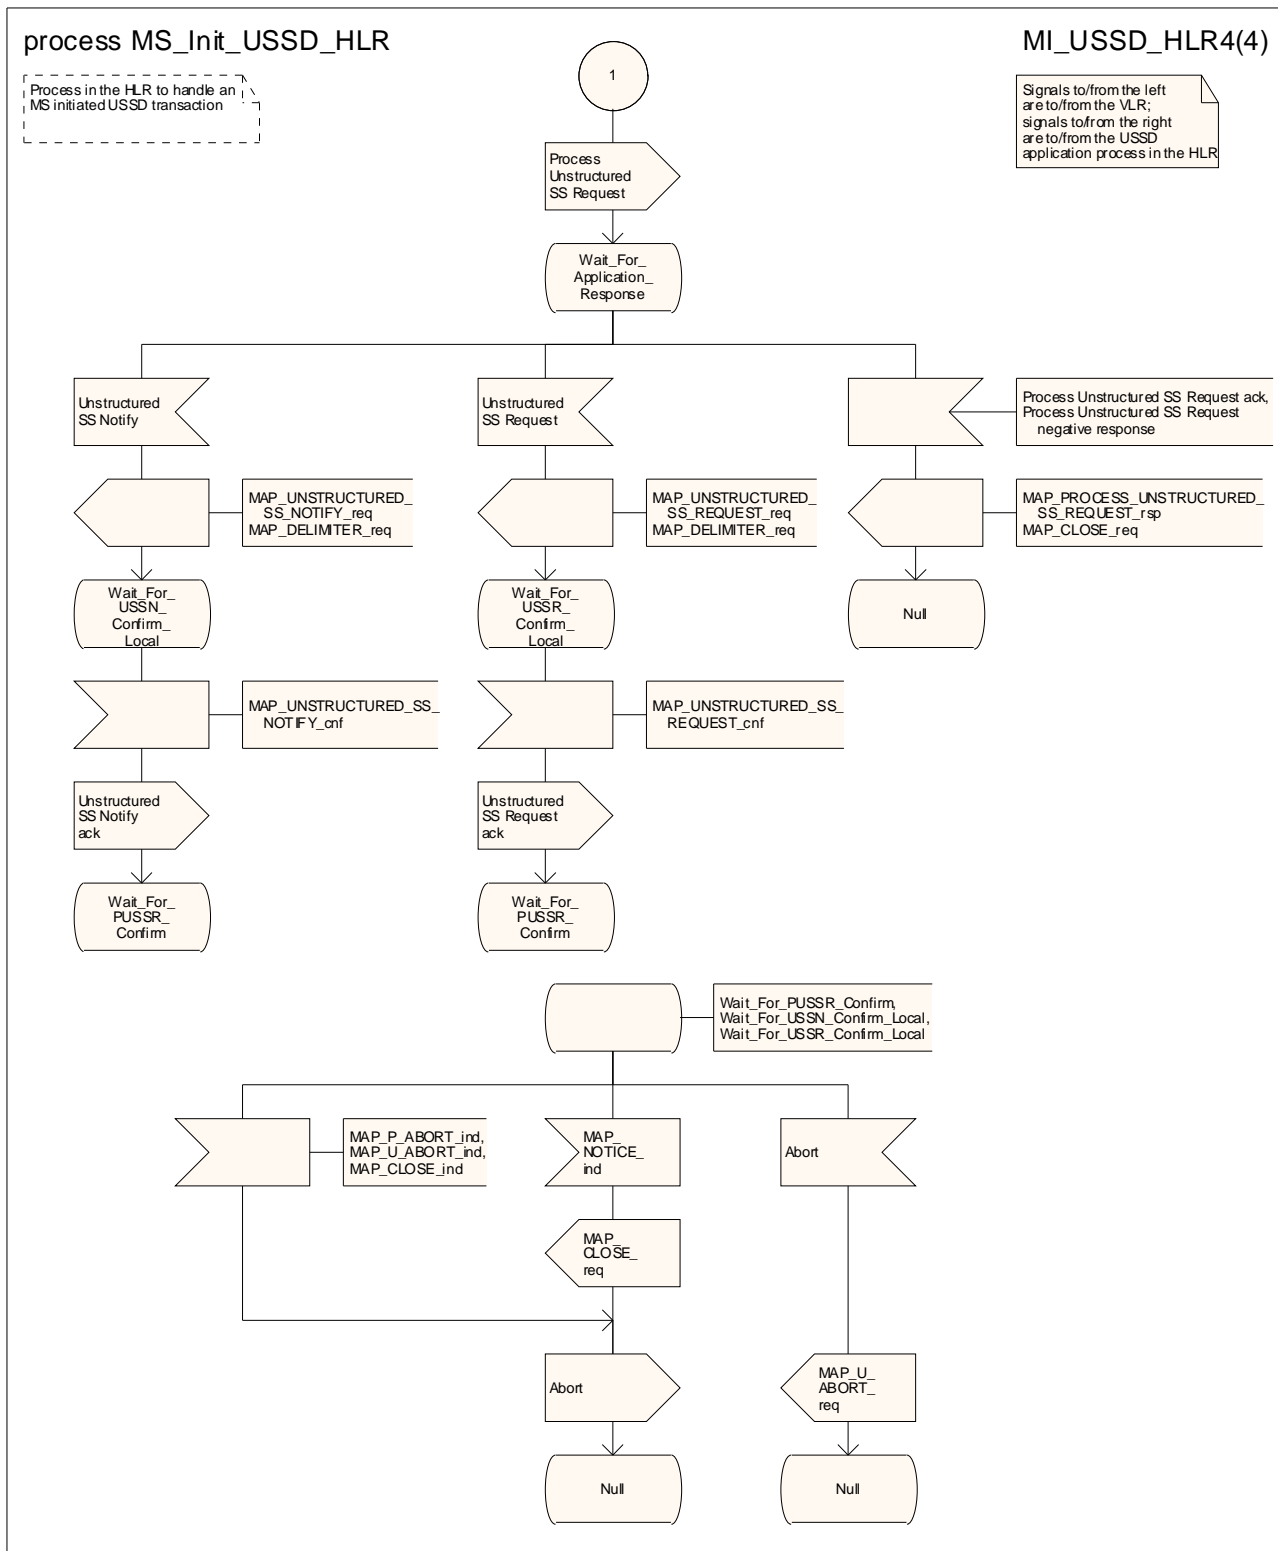 process MS_Init_USSD_HLR
MI_USSD_HLR4(4)
Process in the HLR to handle an
MS initiated USSD transaction
1
Signals to/from the left
are to/from the VLR;
signals to/from the right
are to/from the USSD
application process in the HLR
Process
Unstructured
SS Request
Wait_For_
Application_
Response
Unstructured
SS Notify
Unstructured
SS Request
Process Unstructured SS Request ack,
Process Unstructured SS Request
negative response
MAP_UNSTRUCTURED_
SS_NOTIFY_req
MAP_DELIMITER_req
MAP_UNSTRUCTURED_
SS_REQUEST_req
MAP_DELIMITER_req
MAP_PROCESS_UNSTRUCTURED_
SS_REQUEST_rsp
MAP_CLOSE_req
Wait_For_
USSN_
Confirm_
Local
Wait_For_
USSR_
Confirm_
Local
Null
MAP_UNSTRUCTURED_SS_
NOTIFY_cnf
MAP_UNSTRUCTURED_SS_
REQUEST_cnf
Unstructured
SS Notify
ack
Unstructured
SS Request
ack
Wait_For_
PUSSR_
Confirm
Wait_For_
PUSSR_
Confirm
Wait_For_PUSSR_Confirm,
Wait_For_USSN_Confirm_Local,
Wait_For_USSR_Confirm_Local
MAP_P_ABORT_ind,
MAP_U_ABORT_ind,
MAP_CLOSE_ind
MAP_
NOTICE_
ind
Abort
MAP_
CLOSE_
req
Abort
MAP_U_
ABORT_
req
Null
Null